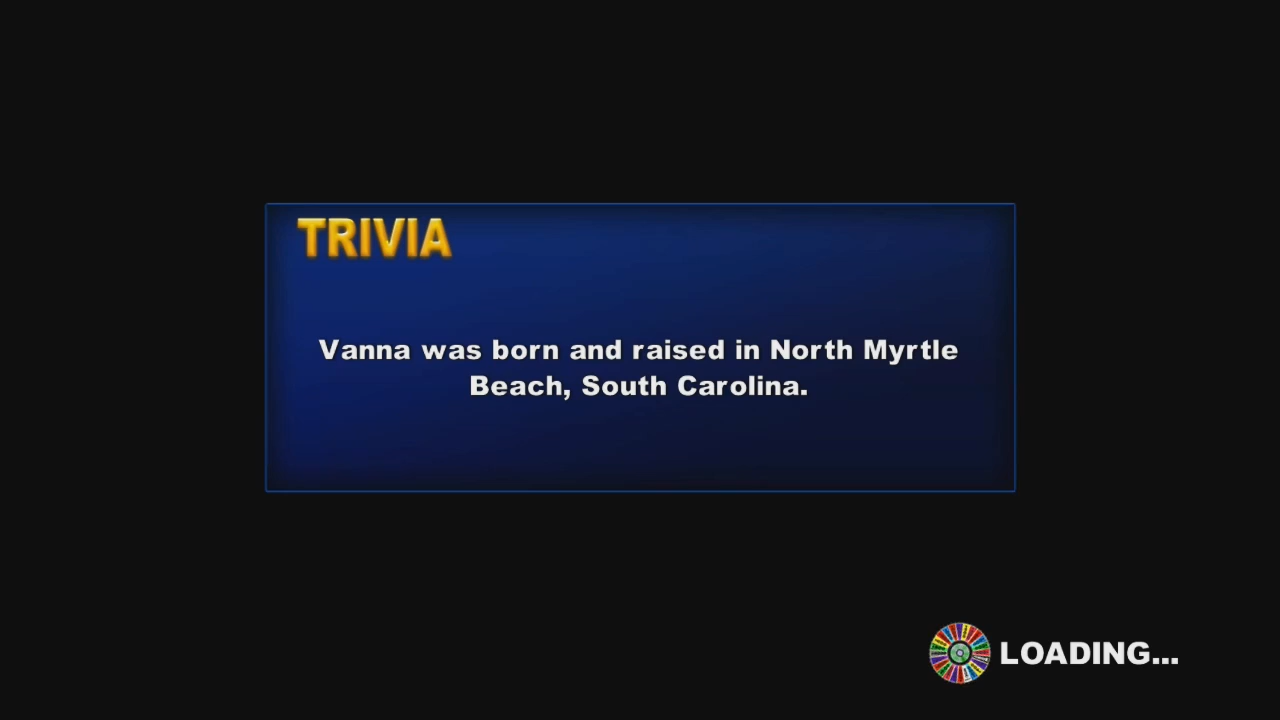 TRIVIA
Vanna was born and raised in North Myrtle
Beach, South Carolina.
LOADING...